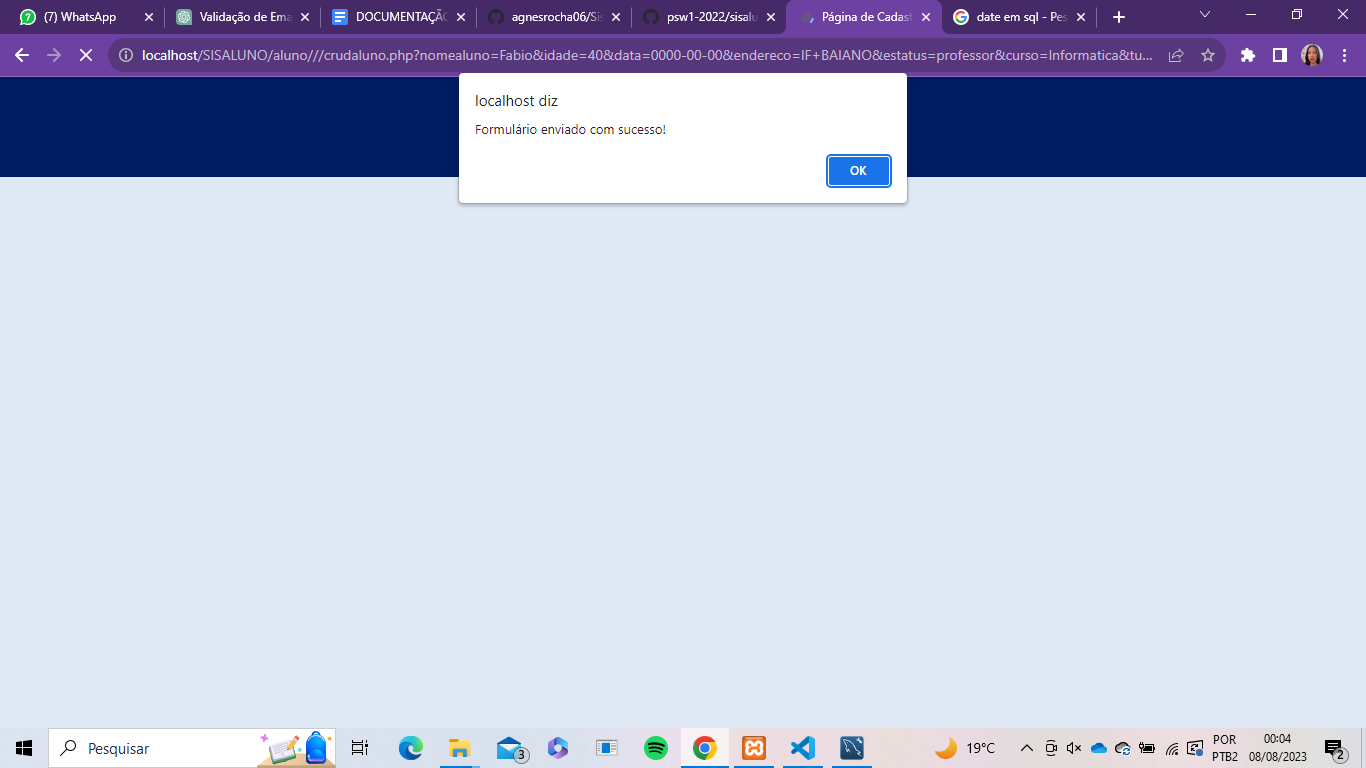 (7) WhatsApp
Validação de Ema
DOCUMENTAÇÃ
agnesrocha06/Sis
psw1-2022/sisalu
Página de Cadast
date em sql - Pes
localhost/SISALUNO/aluno///crudaluno.php?nomealuno=Fabio&idade=40&data=0000-00-00&endereco=IF+BAIANO&estatus=professor&curso=Informatica&tu...
localhost diz
Formulário enviado com sucesso!
OK
Pesquisar
3
19°C
POR
PTB2
00:04
08/08/2023
2